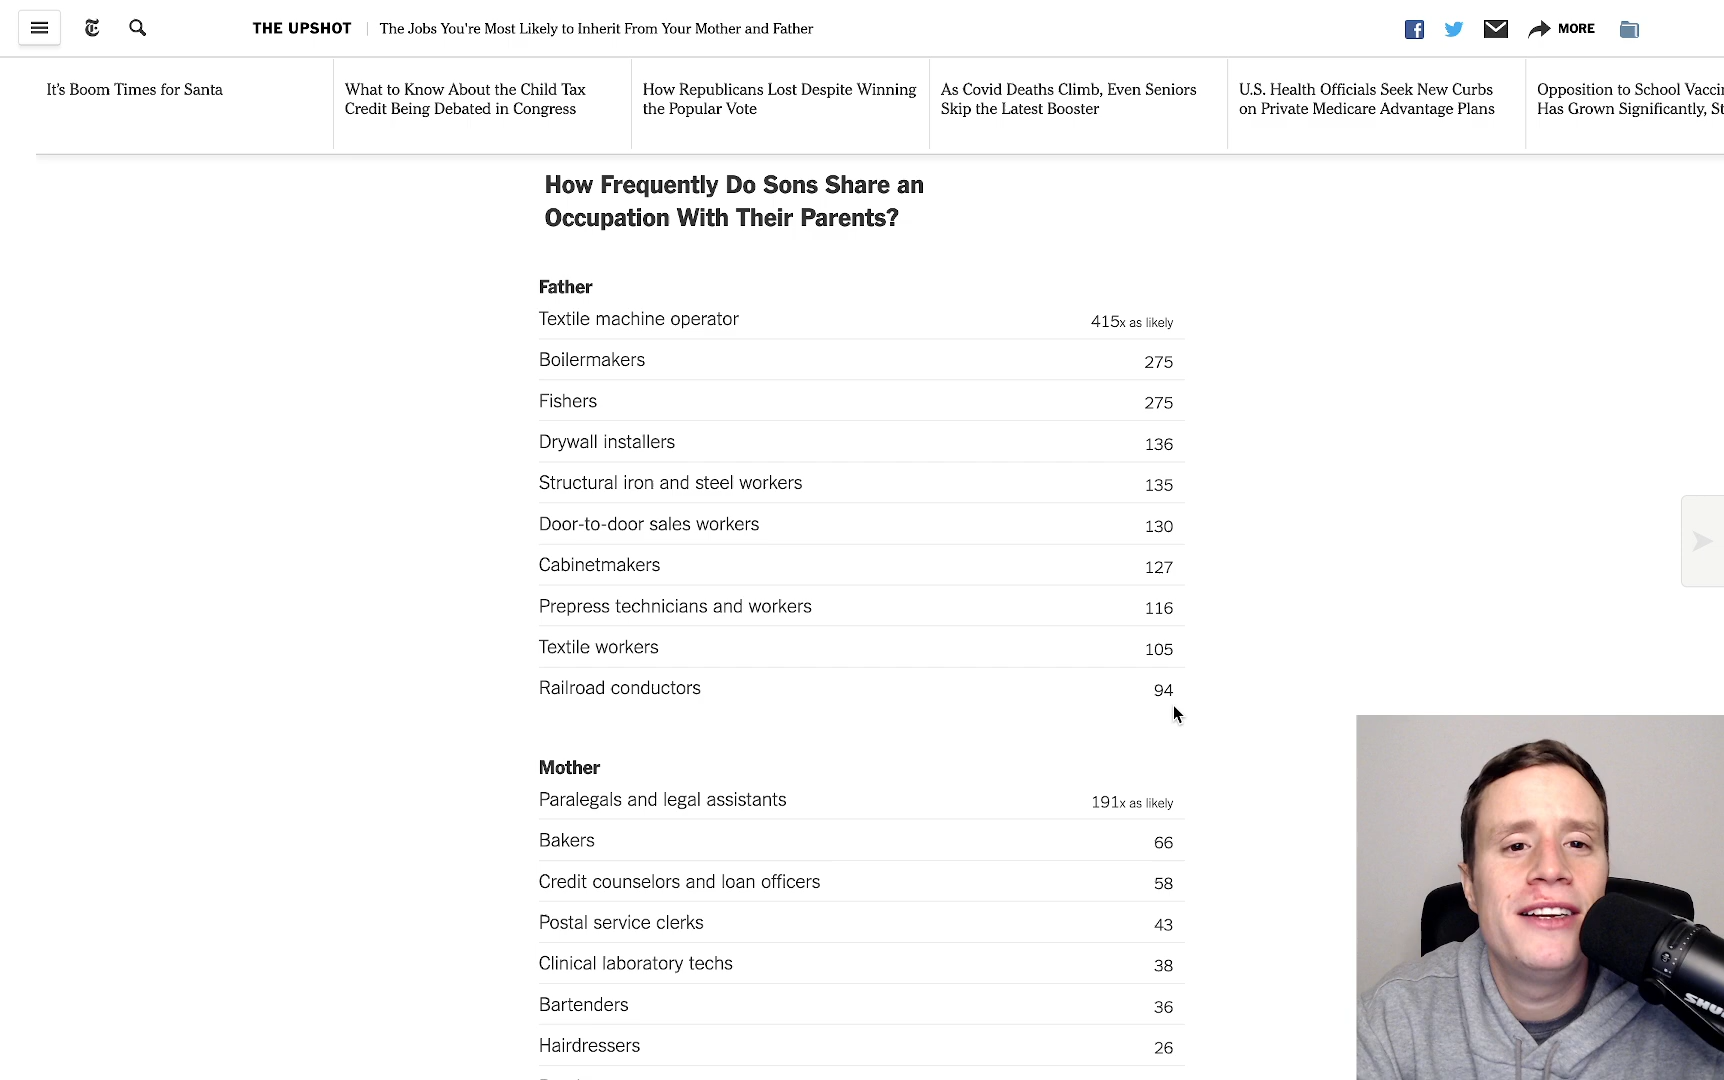 THE UPSHOT | The Jobs You're Most Likely to Inherit From Your Mother and Father
MORE
It's Boom Times for Santa
What to Know About the Child Tax
Credit Being Debated in Congress
How Republicans Lost Despite Winning
the Popular Vote
As Covid Deaths Climb, Even Seniors
Skip the Latest Booster
U.S. Health Officials Seek New Curbs
on Private Medicare Advantage Plans
Opposition to School
Has Grown Significantly,
How Frequently Do Sons Share an
Occupation With Their Parents?
Father
Textile machine operator 415x as likely
Boilermakers 275
Fishers 275
Drywall installers 136
Structural iron and steel workers 135
Door-to-door sales workers 130
Cabinetmakers 127
Prepress technicians and workers 116
Textile workers 105
Railroad conductors 94
Mother
Paralegals and legal assistants 191x as likely
Bakers 66
Credit counselors and loan officers 58
Postal service clerks 43
Clinical laboratory techs 38
Bartenders 36
Hairdressers 26